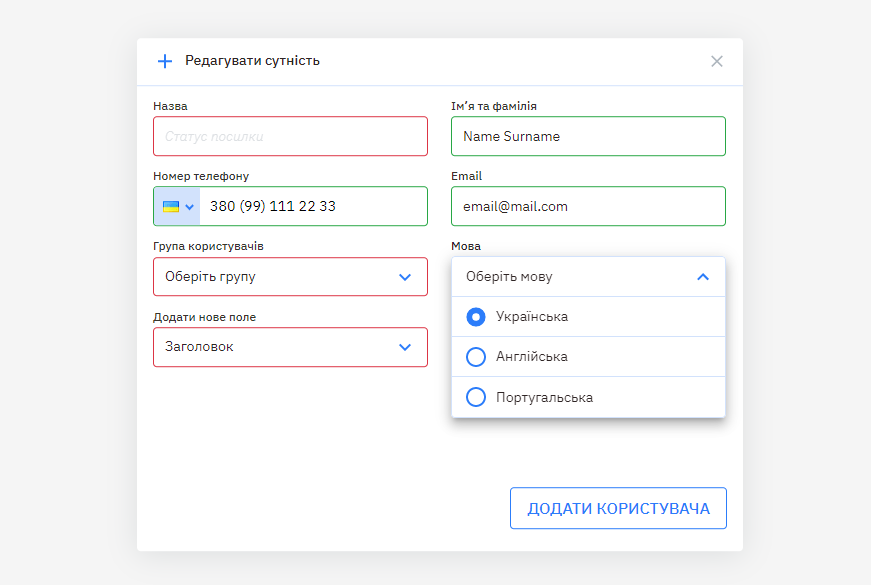 Редагувати сутність
Назва
Статус посилки
Ім’я та фамілія
Name Surname
Номер телефону
380 (99) 111 22 33
Email
email@mail.com
Група користувачів
Оберіть групу
Мова
Оберіть мову
Українська
Англійська
Португальська
Додати нове поле
Заголовок
ДОДАТИ КОРИСТУВАЧА